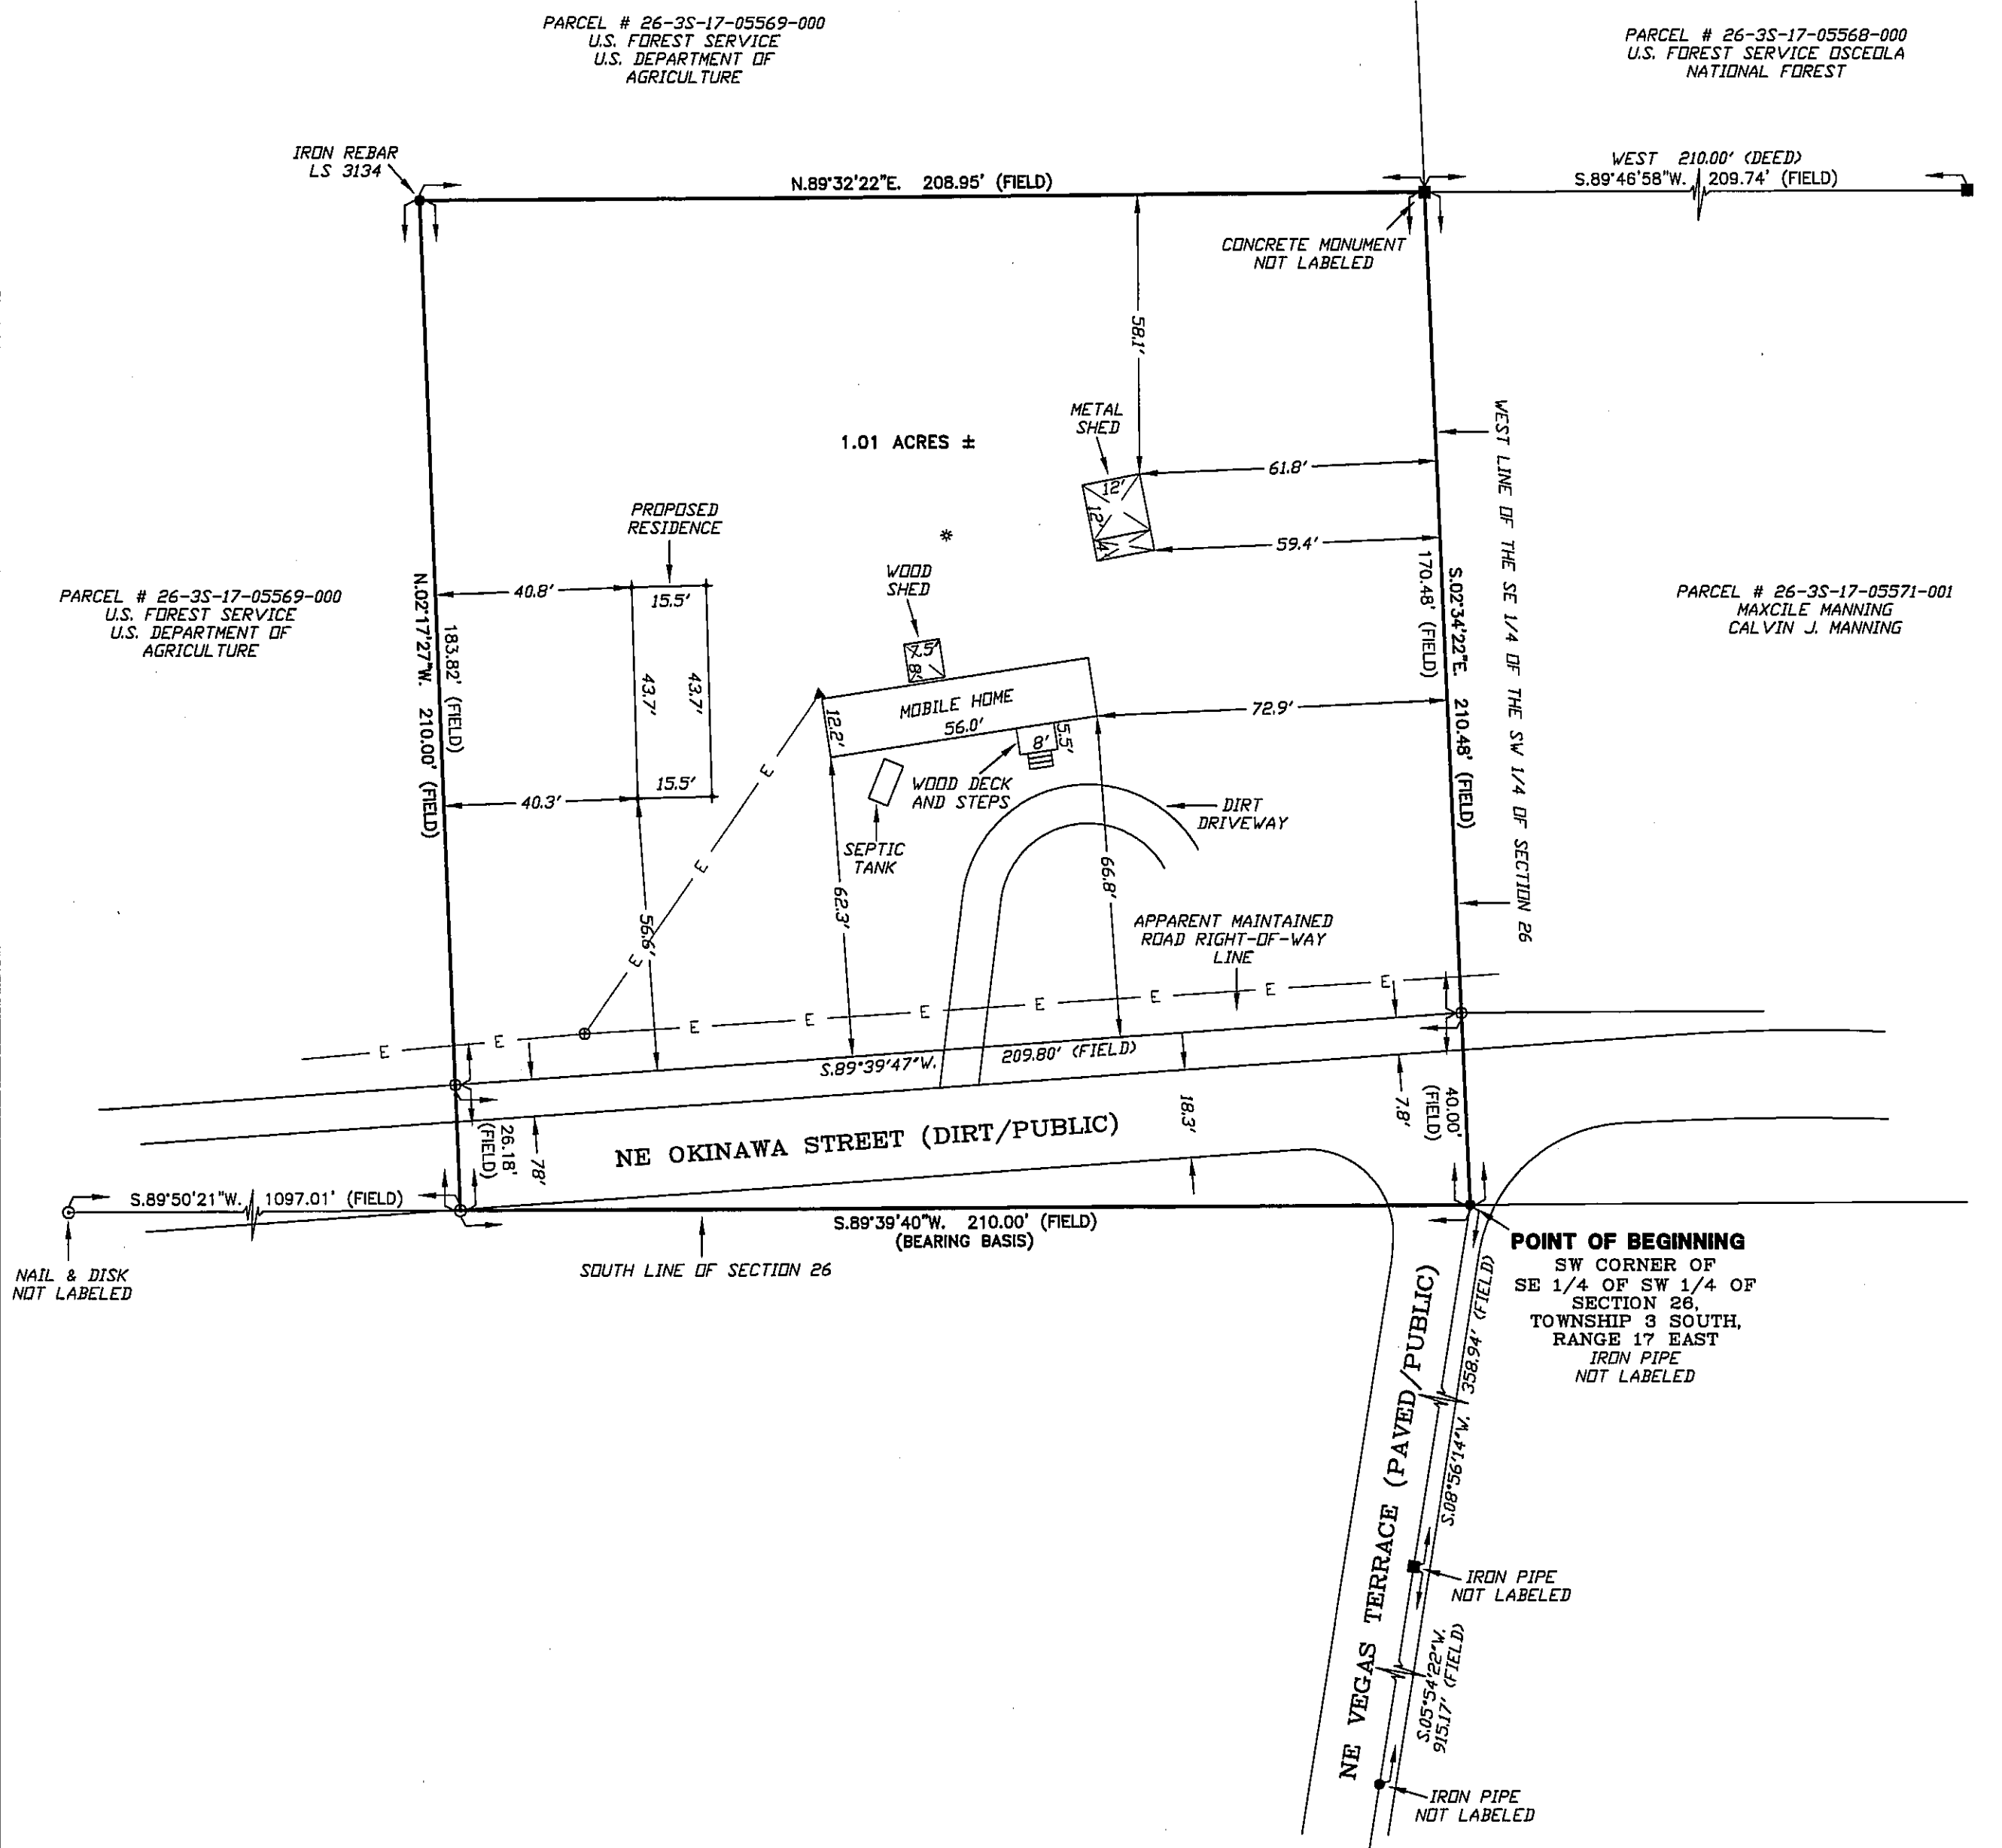 PARCEL # 26-3S-17-05569-000
U.S. FOREST SERVICE
U.S. DEPARTMENT OF
AGRICULTURE
PARCEL # 26-3S-17-05568-000
U.S. FOREST SERVICE OSCEOLA
NATIONAL FOREST
IRON REBAR
LS 3134
N.89°32'22"E. 208.95' (FIELD)
WEST 210.00' (DEED)
S.89°46'58"W. 209.74' (FIELD)
CONCRETE MONUMENT
NOT LABELED
58.1'
METAL
SHED
1.01 ACRES ±
12'
12'
4'
61.8'
59.4'
WEST LINE OF THE SE 1/4 OF THE SW 1/4 OF SECTION 26
PROPOSED
RESIDENCE
40.8'
15.5'
43.7'
43.7'
15.5'
40.3'
WOOD
SHED
7.5'
8'
MOBILE HOME
56.0'
12.2'
72.9'
8'
5.5'
WOOD DECK
AND STEPS
DIRT
DRIVEWAY
SEPTIC
TANK
PARCEL # 26-3S-17-05569-000
U.S. FOREST SERVICE
U.S. DEPARTMENT OF
AGRICULTURE
N.02°17'27"W. 210.00' (FIELD)
183.82' (FIELD)
170.48' (FIELD)
S.02°34'22"E. 210.48' (FIELD)
PARCEL # 26-3S-17-05571-001
MAXCILE MANNING
CALVIN J. MANNING
E
E
E
56.6'
62.3'
66.8'
APPARENT MAINTAINED
ROAD RIGHT-OF-WAY
LINE
E E E E E E E E E
S.89°39'47"W. 209.80' (FIELD)
26.18'
(FIELD)
78'
NE OKINAWA STREET (DIRT/PUBLIC)
18.3'
7.8'
40.00'
(FIELD)
S.89°50'21"W. 1097.01' (FIELD)
S.89°39'40"W. 210.00' (FIELD)
(BEARING BASIS)
NAIL & DISK
NOT LABELED
SOUTH LINE OF SECTION 26
POINT OF BEGINNING
SW CORNER OF
SE 1/4 OF SW 1/4 OF
SECTION 26,
TOWNSHIP 3 SOUTH,
RANGE 17 EAST
IRON PIPE
NOT LABELED
NE VEGAS TERRACE (PAVED/PUBLIC)
S.08°56'14"W. 358.94' (FIELD)
IRON PIPE
NOT LABELED
S.05°54'22"W.
915.17' (FIELD)
IRON PIPE
NOT LABELED